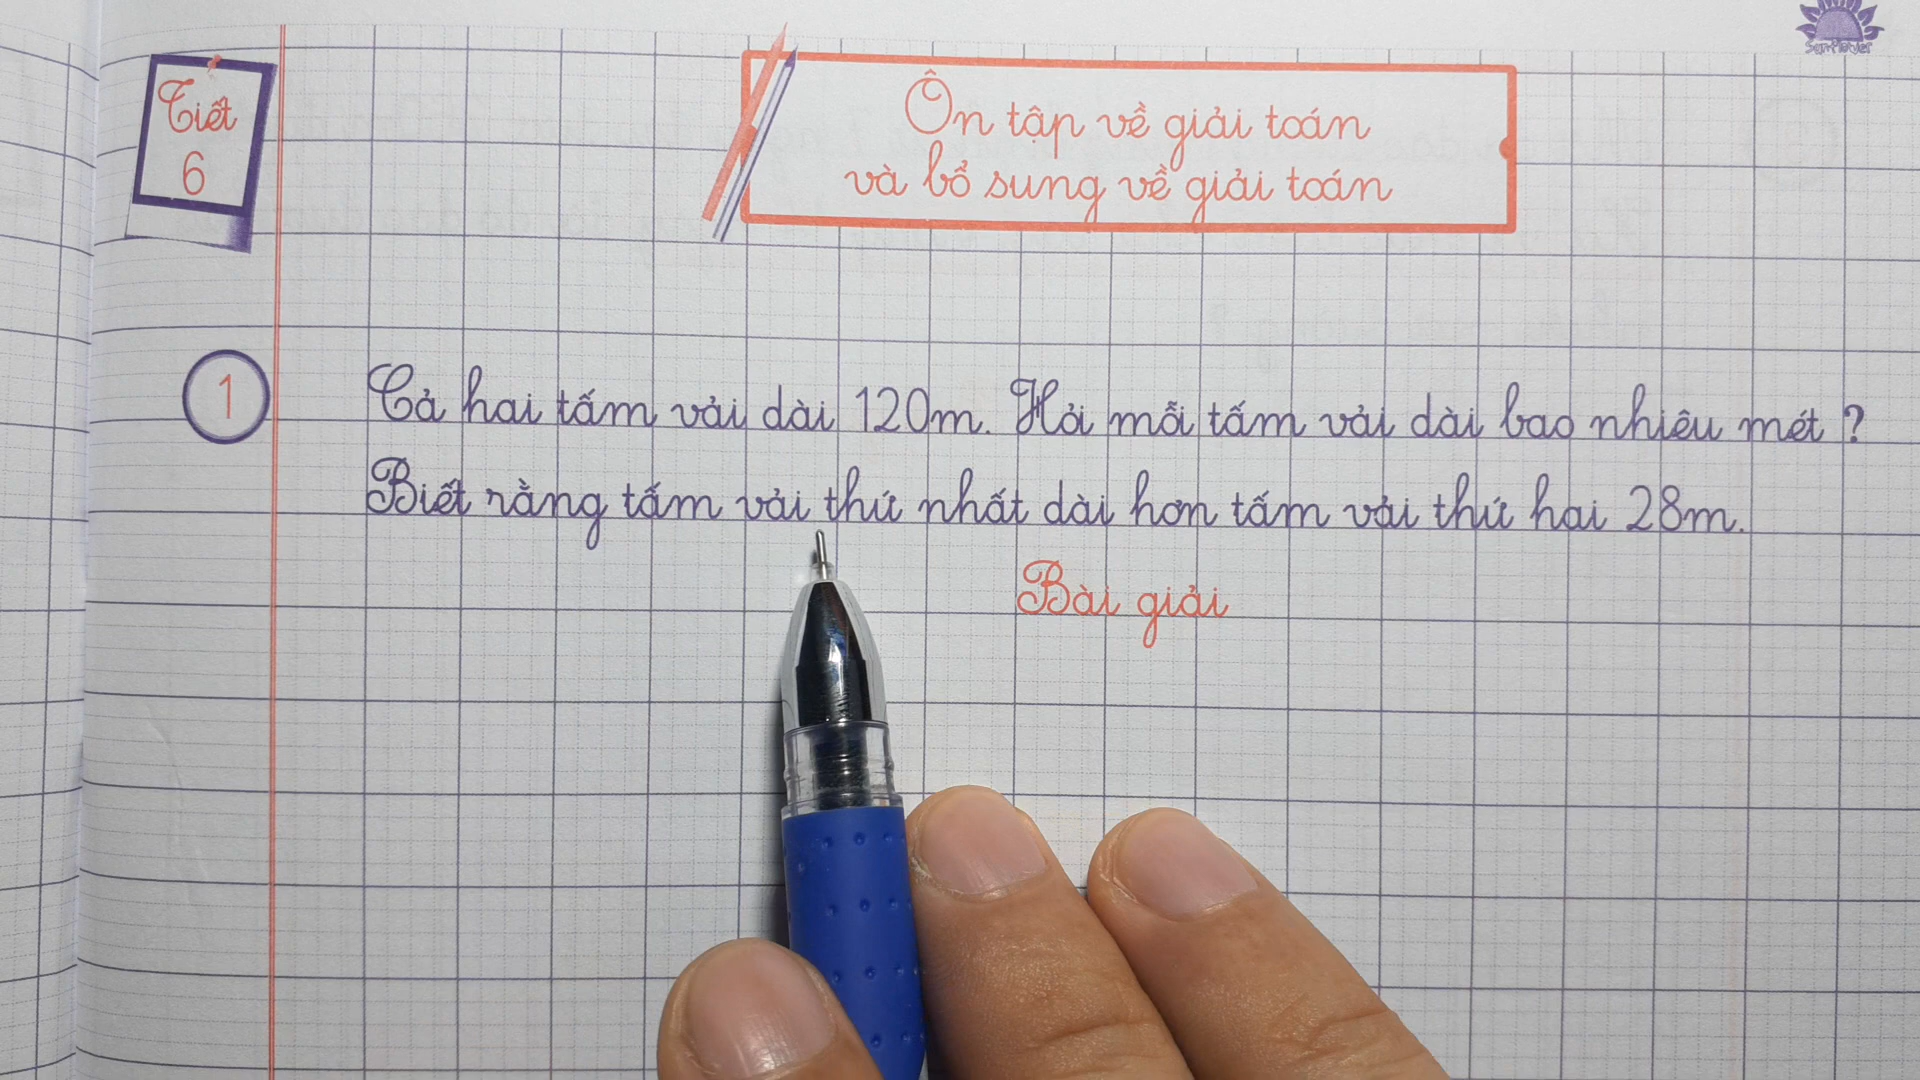 Tiết
6
Ôn tập về giải toán
và bổ sung về giải toán
Sunflower
1
Cả hai tấm vải dài 120m. Hỏi mỗi tấm vải dài bao nhiêu mét ?
Biết rằng tấm vải thứ nhất dài hơn tấm vải thứ hai 28m.
Bài giải